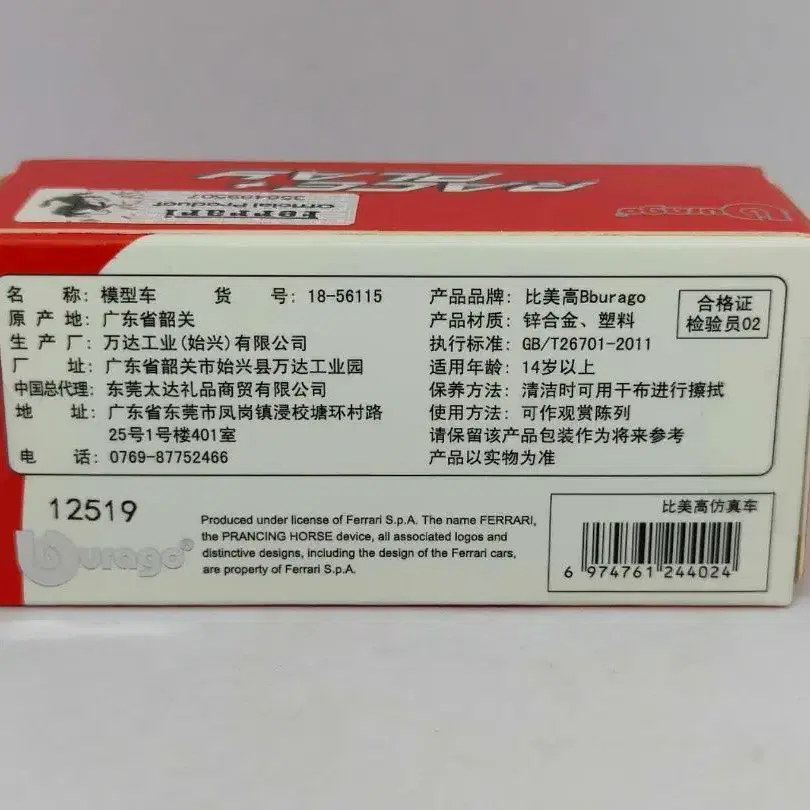 RACE & PLAY
Ferrari
Official Product
Burago
名 称: 模型车 货 号: 18-56115
原 产 地: 广东省韶关
生 产 厂: 万达工业(始兴)有限公司
厂 址: 广东省韶关市始兴县万达工业园
中国总代理: 东莞太达礼品商贸有限公司
地 址: 广东省东莞市凤岗镇浸校塘环村路
25号1号楼401室
电 话: 0769-87752466
产品品牌: 比美高Bburago
产品材质: 锌合金、塑料
执行标准: GB/T26701-2011
适用年龄: 14岁以上
保养方法: 清洁时可用干布进行擦拭
使用方法: 可作观赏陈列
请保留该产品包装作为将来参考
产品以实物为准
合格证
检验员02
12519
Burago®
Produced under license of Ferrari S.p.A. The name FERRARI,
the PRANCING HORSE device, all associated logos and
distinctive designs, including the design of the Ferrari cars,
are property of Ferrari S.p.A.
比美高仿真车
6 974761 244024